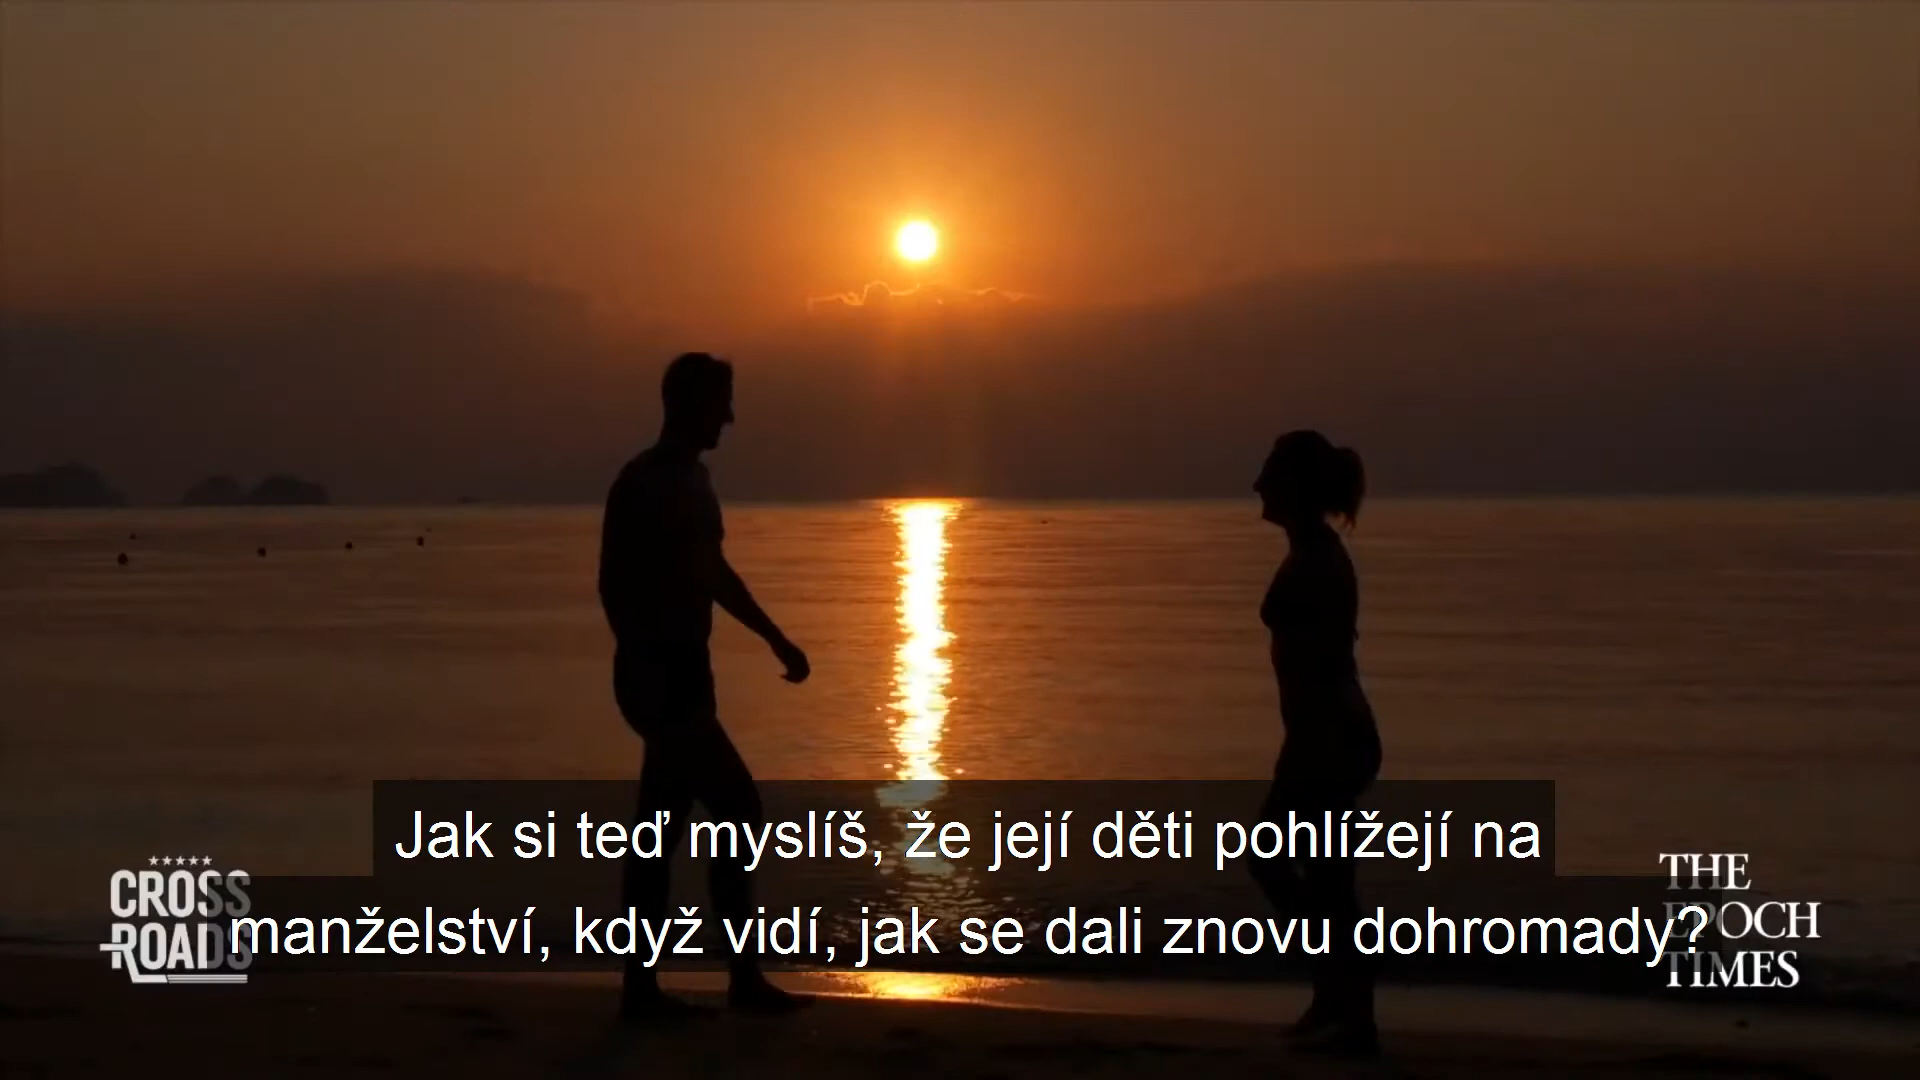 Jak si teď myslíš, že její děti pohlížejí na
manželství, když vidí, jak se dali znovu dohromady?
CROSS
ROADS
THE
EPOCH
TIMES